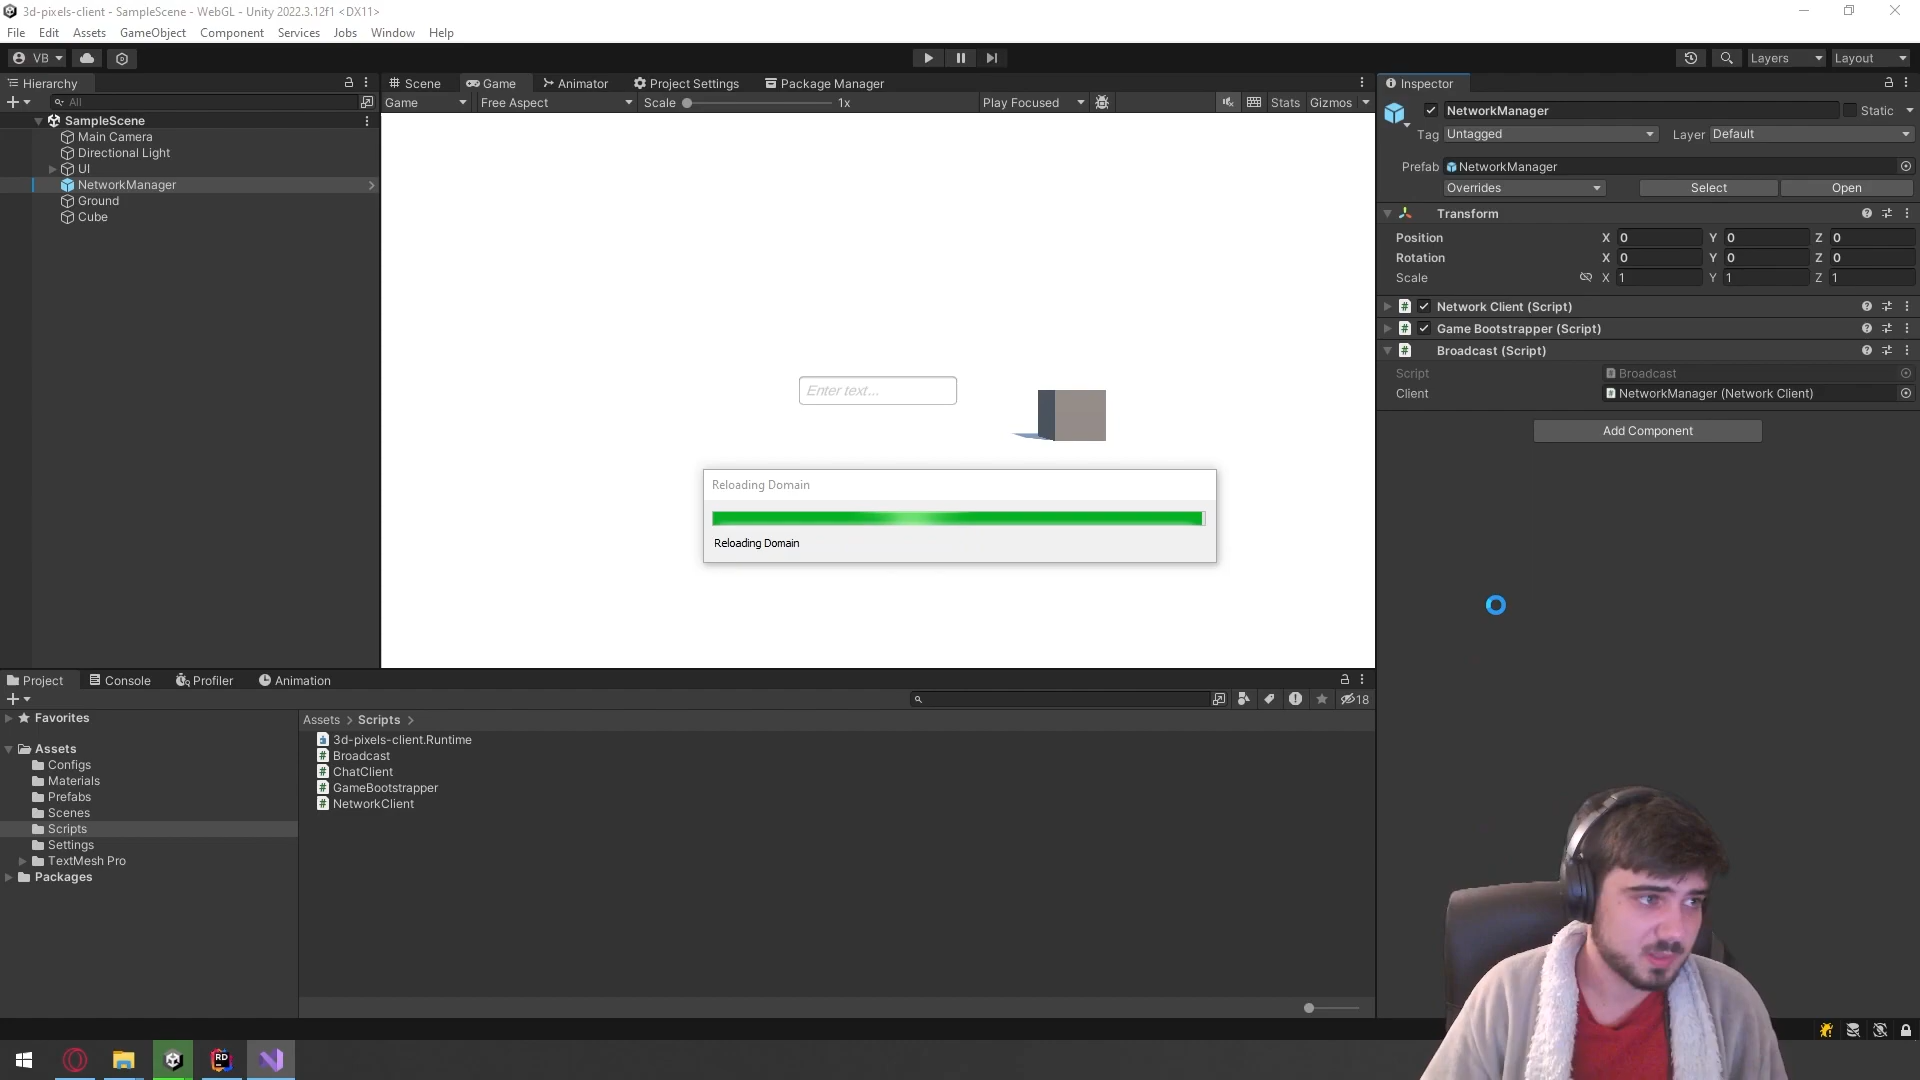 3d-pixels-client - SampleScene - WebGL - Unity 2022.3.12f1 <DX11>
File Edit Assets GameObject Component Services Jobs Window Help
VB
Layers Layout
Hierarchy
All
SampleScene
Main Camera
Directional Light
UI
NetworkManager
Ground
Cube
Scene Game Animator Project Settings Package Manager
Game Free Aspect Scale 1x Play Focused Stats Gizmos
Enter text...
Reloading Domain
Reloading Domain
Inspector
NetworkManager Static
Tag Untagged Layer Default
Prefab NetworkManager
Overrides Select Open
Transform
Position X 0 Y 0 Z 0
Rotation X 0 Y 0 Z 0
Scale X 1 Y 1 Z 1
# Network Client (Script)
# Game Bootstrapper (Script)
# Broadcast (Script)
Script Broadcast
Client NetworkManager (Network Client)
Add Component
Project Console Profiler Animation
18
Favorites
Assets
Configs
Materials
Prefabs
Scenes
Scripts
Settings
TextMesh Pro
Packages
Assets > Scripts >
3d-pixels-client.Runtime
# Broadcast
# ChatClient
# GameBootstrapper
# NetworkClient
RD